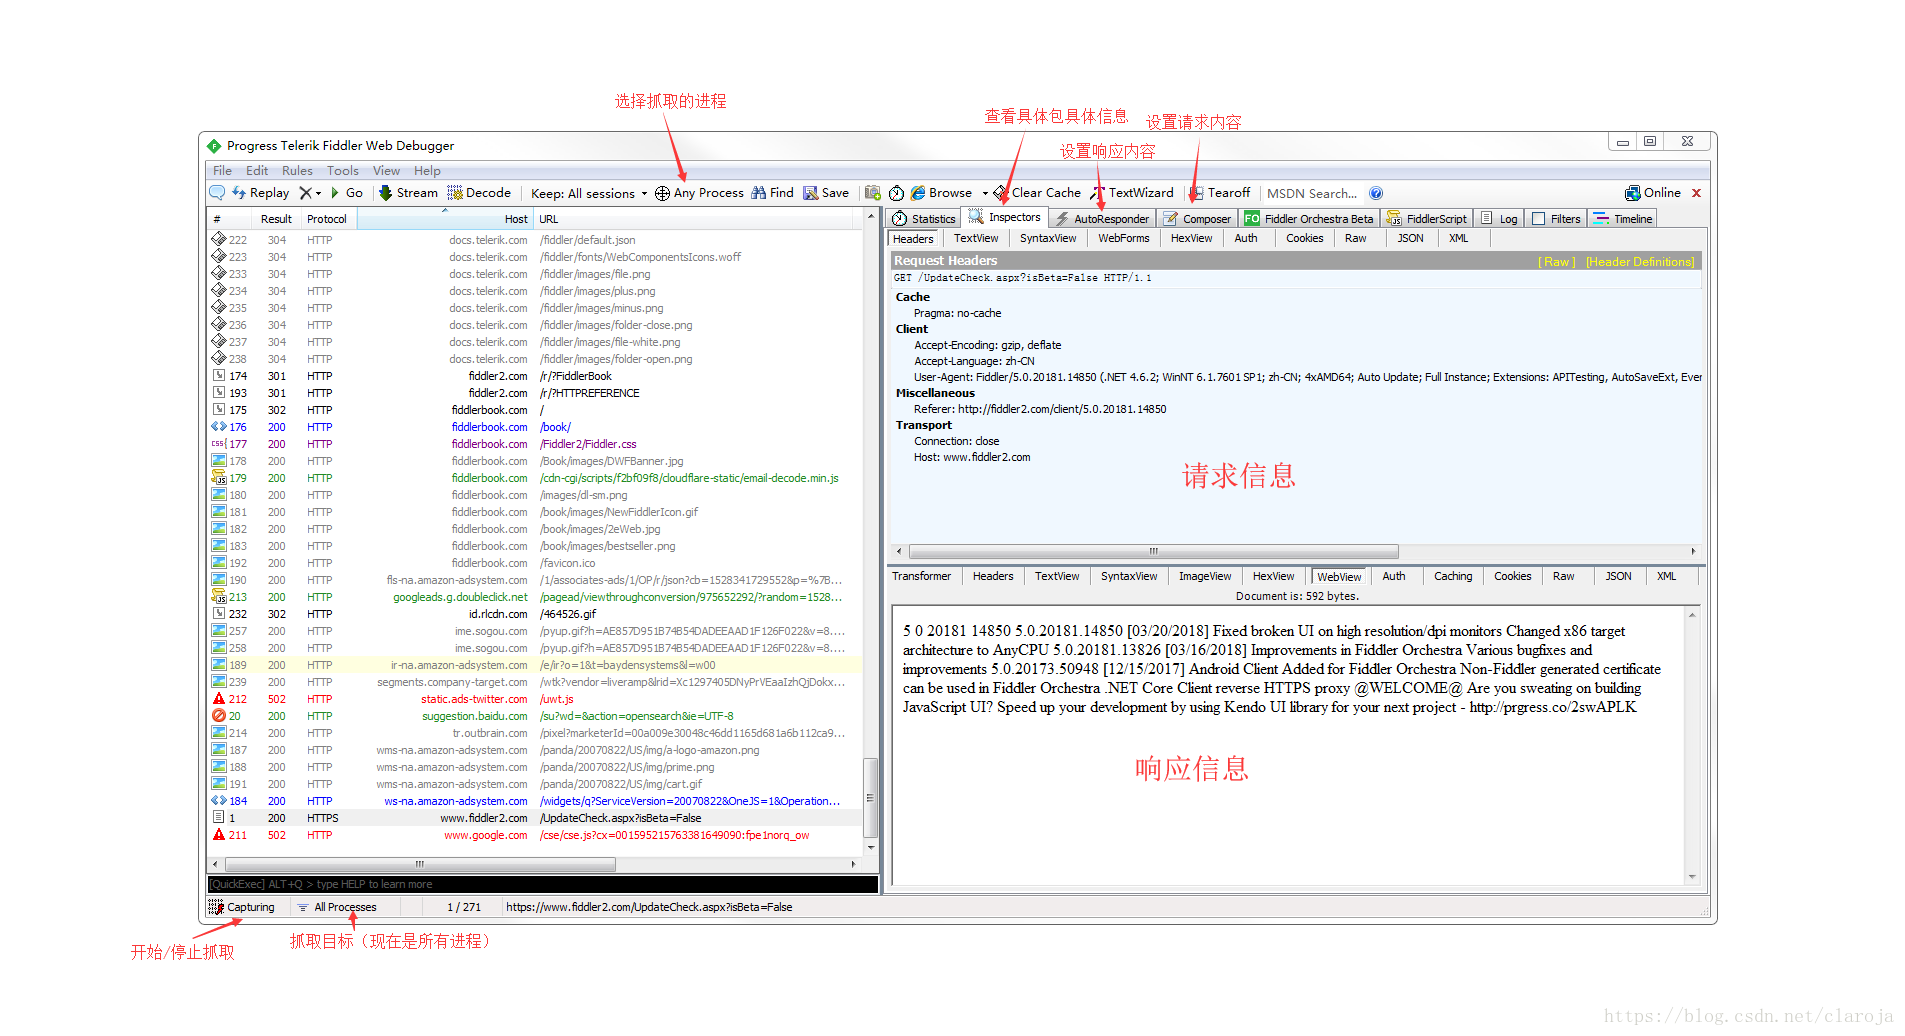 选择抓取的进程
查看具体包具体信息
设置请求内容
设置响应内容
Progress Telerik Fiddler Web Debugger
File Edit Rules Tools View Help
Replay Go Stream Decode Keep: All sessions Any Process Find Save Browse Clear Cache TextWizard Tearoff MSDN Search... Online
# Result Protocol Host URL
Statistics Inspectors AutoResponder Composer FO Fiddler Orchestra Beta FiddlerScript Log Filters Timeline
Headers TextView SyntaxView WebForms HexView Auth Cookies Raw JSON XML
222 304 HTTP docs.telerik.com /fiddler/default.json
223 304 HTTP docs.telerik.com /fiddler/fonts/WebComponentsIcons.woff
233 304 HTTP docs.telerik.com /fiddler/images/file.png
234 304 HTTP docs.telerik.com /fiddler/images/plus.png
235 304 HTTP docs.telerik.com /fiddler/images/minus.png
236 304 HTTP docs.telerik.com /fiddler/images/folder-close.png
237 304 HTTP docs.telerik.com /fiddler/images/file-white.png
238 304 HTTP docs.telerik.com /fiddler/images/folder-open.png
174 301 HTTP fiddler2.com /r/?FiddlerBook
193 301 HTTP fiddler2.com /r/?HTTPREFERENCE
175 302 HTTP fiddlerbook.com /
176 200 HTTP fiddlerbook.com /book/
177 200 HTTP fiddlerbook.com /Fiddler2/Fiddler.css
178 200 HTTP fiddlerbook.com /Book/images/DWFBanner.jpg
179 200 HTTP fiddlerbook.com /cdn-cgi/scripts/f2bf09f8/cloudflare-static/email-decode.min.js
180 200 HTTP fiddlerbook.com /images/dl-sm.png
181 200 HTTP fiddlerbook.com /book/images/NewFiddlerIcon.gif
182 200 HTTP fiddlerbook.com /book/images/2eWeb.jpg
183 200 HTTP fiddlerbook.com /book/images/bestseller.png
192 200 HTTP fiddlerbook.com /favicon.ico
190 200 HTTP fls-na.amazon-adsystem.com /1/associates-ads/1/OP/r/json?cb=1528341729552&p=%7B...
213 200 HTTP googleads.g.doubleclick.net /pagead/viewthroughconversion/975652292/?random=1528...
232 302 HTTP id.rlcdn.com /464526.gif
257 200 HTTP ime.sogou.com /pyup.gif?h=AE857D951B74B54DADEEAAD1F126F022&v=8....
258 200 HTTP ime.sogou.com /pyup.gif?h=AE857D951B74B54DADEEAAD1F126F022&v=8....
189 200 HTTP ir-na.amazon-adsystem.com /e/ir?o=1&t=baydensystems&l=w00
239 200 HTTP segments.company-target.com /wtk?vendor=liveramp&lrid=Xc1297405DNyPrVEaaIzhQjDokx...
212 502 HTTP static.ads-twitter.com /uwt.js
20 200 HTTP suggestion.baidu.com /su?wd=&action=opensearch&ie=UTF-8
214 200 HTTP tr.outbrain.com /pixel?marketerId=00a009e30048c46dd1165d681a6b112ca9...
187 200 HTTP wms-na.amazon-adsystem.com /panda/20070822/US/img/a-logo-amazon.png
188 200 HTTP wms-na.amazon-adsystem.com /panda/20070822/US/img/prime.png
191 200 HTTP wms-na.amazon-adsystem.com /panda/20070822/US/img/cart.gif
184 200 HTTP ws-na.amazon-adsystem.com /widgets/q?ServiceVersion=20070822&OneJS=1&Operation...
1 200 HTTPS www.fiddler2.com /UpdateCheck.aspx?isBeta=False
211 502 HTTP www.google.com /cse/cse.js?cx=001595215763381649090:fpe1norq_ow
[QuickExec] ALT+Q > type HELP to learn more
Request Headers [ Raw ] [Header Definitions]
GET /UpdateCheck.aspx?isBeta=False HTTP/1.1
Cache
Pragma: no-cache
Client
Accept-Encoding: gzip, deflate
Accept-Language: zh-CN
User-Agent: Fiddler/5.0.20181.14850 (.NET 4.6.2; WinNT 6.1.7601 SP1; zh-CN; 4xAMD64; Auto Update; Full Instance; Extensions: APITesting, AutoSaveExt, Ever
Miscellaneous
Referer: http://fiddler2.com/client/5.0.20181.14850
Transport
Connection: close
Host: www.fiddler2.com
请求信息
Transformer Headers TextView SyntaxView ImageView HexView WebView Auth Caching Cookies Raw JSON XML
Document is: 592 bytes.
5 0 20181 14850 5.0.20181.14850 [03/20/2018] Fixed broken UI on high resolution/dpi monitors Changed x86 target
architecture to AnyCPU 5.0.20181.13826 [03/16/2018] Improvements in Fiddler Orchestra Various bugfixes and
improvements 5.0.20173.50948 [12/15/2017] Android Client Added for Fiddler Orchestra Non-Fiddler generated certificate
can be used in Fiddler Orchestra .NET Core Client reverse HTTPS proxy @WELCOME@ Are you sweating on building
JavaScript UI? Speed up your development by using Kendo UI library for your next project - http://prgress.co/2swAPLK
响应信息
Capturing All Processes 1 / 271 https://www.fiddler2.com/UpdateCheck.aspx?isBeta=False
开始/停止抓取
抓取目标（现在是所有进程）
https://blog.csdn.net/claroja